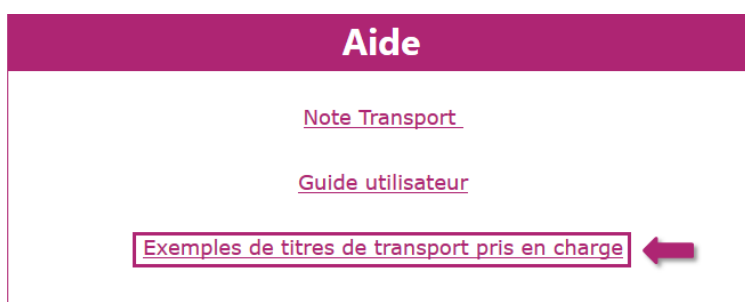 Aide
Note Transport
Guide utilisateur
Exemples de titres de transport pris en charge